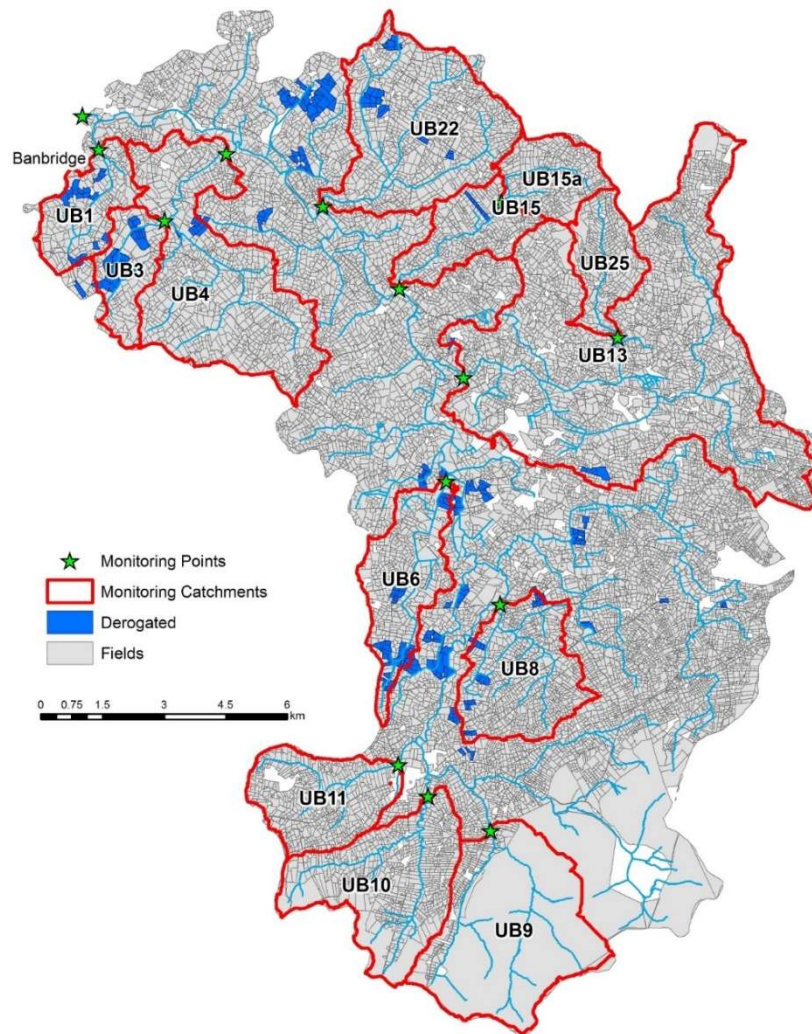 UB22
Banbridge
UB15a
UB1
UB15
UB3
UB25
UB4
UB13
Monitoring Points
Monitoring Catchments
UB6
Derogated
Fields
UB8
0 0.75 1.5 3 4.5 6
km
UB11
UB10
UB9